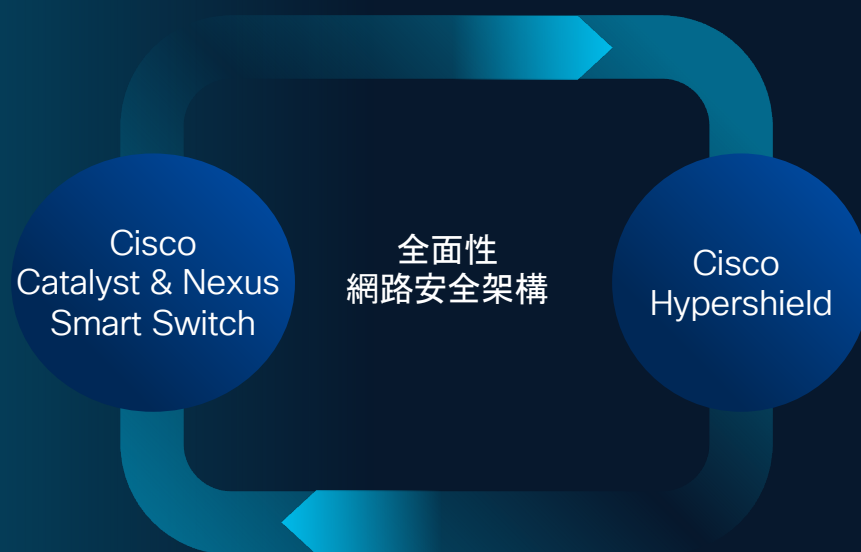 Cisco
Catalyst & Nexus
Smart Switch
全面性
網路安全架構
Cisco
Hypershield